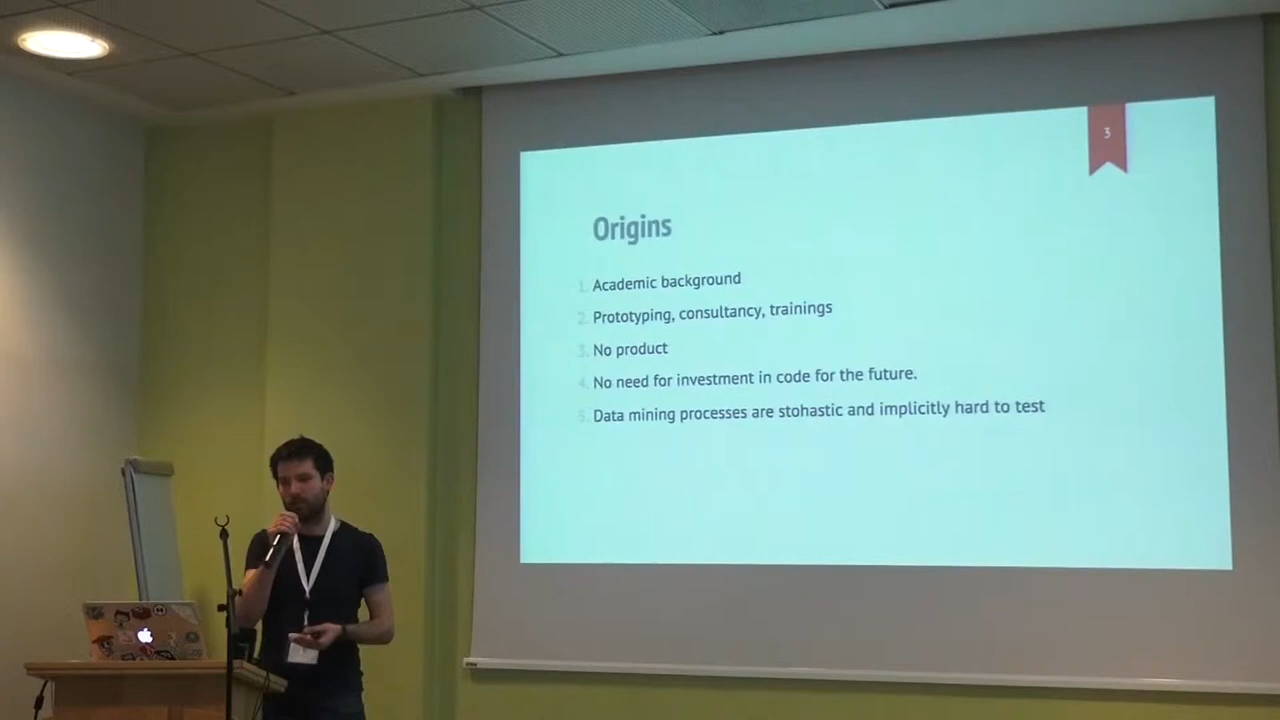 3
Origins
1. Academic background
2. Prototyping, consultancy, trainings
3. No product
4. No need for investment in code for the future.
5. Data mining processes are stohastic and implicitly hard to test